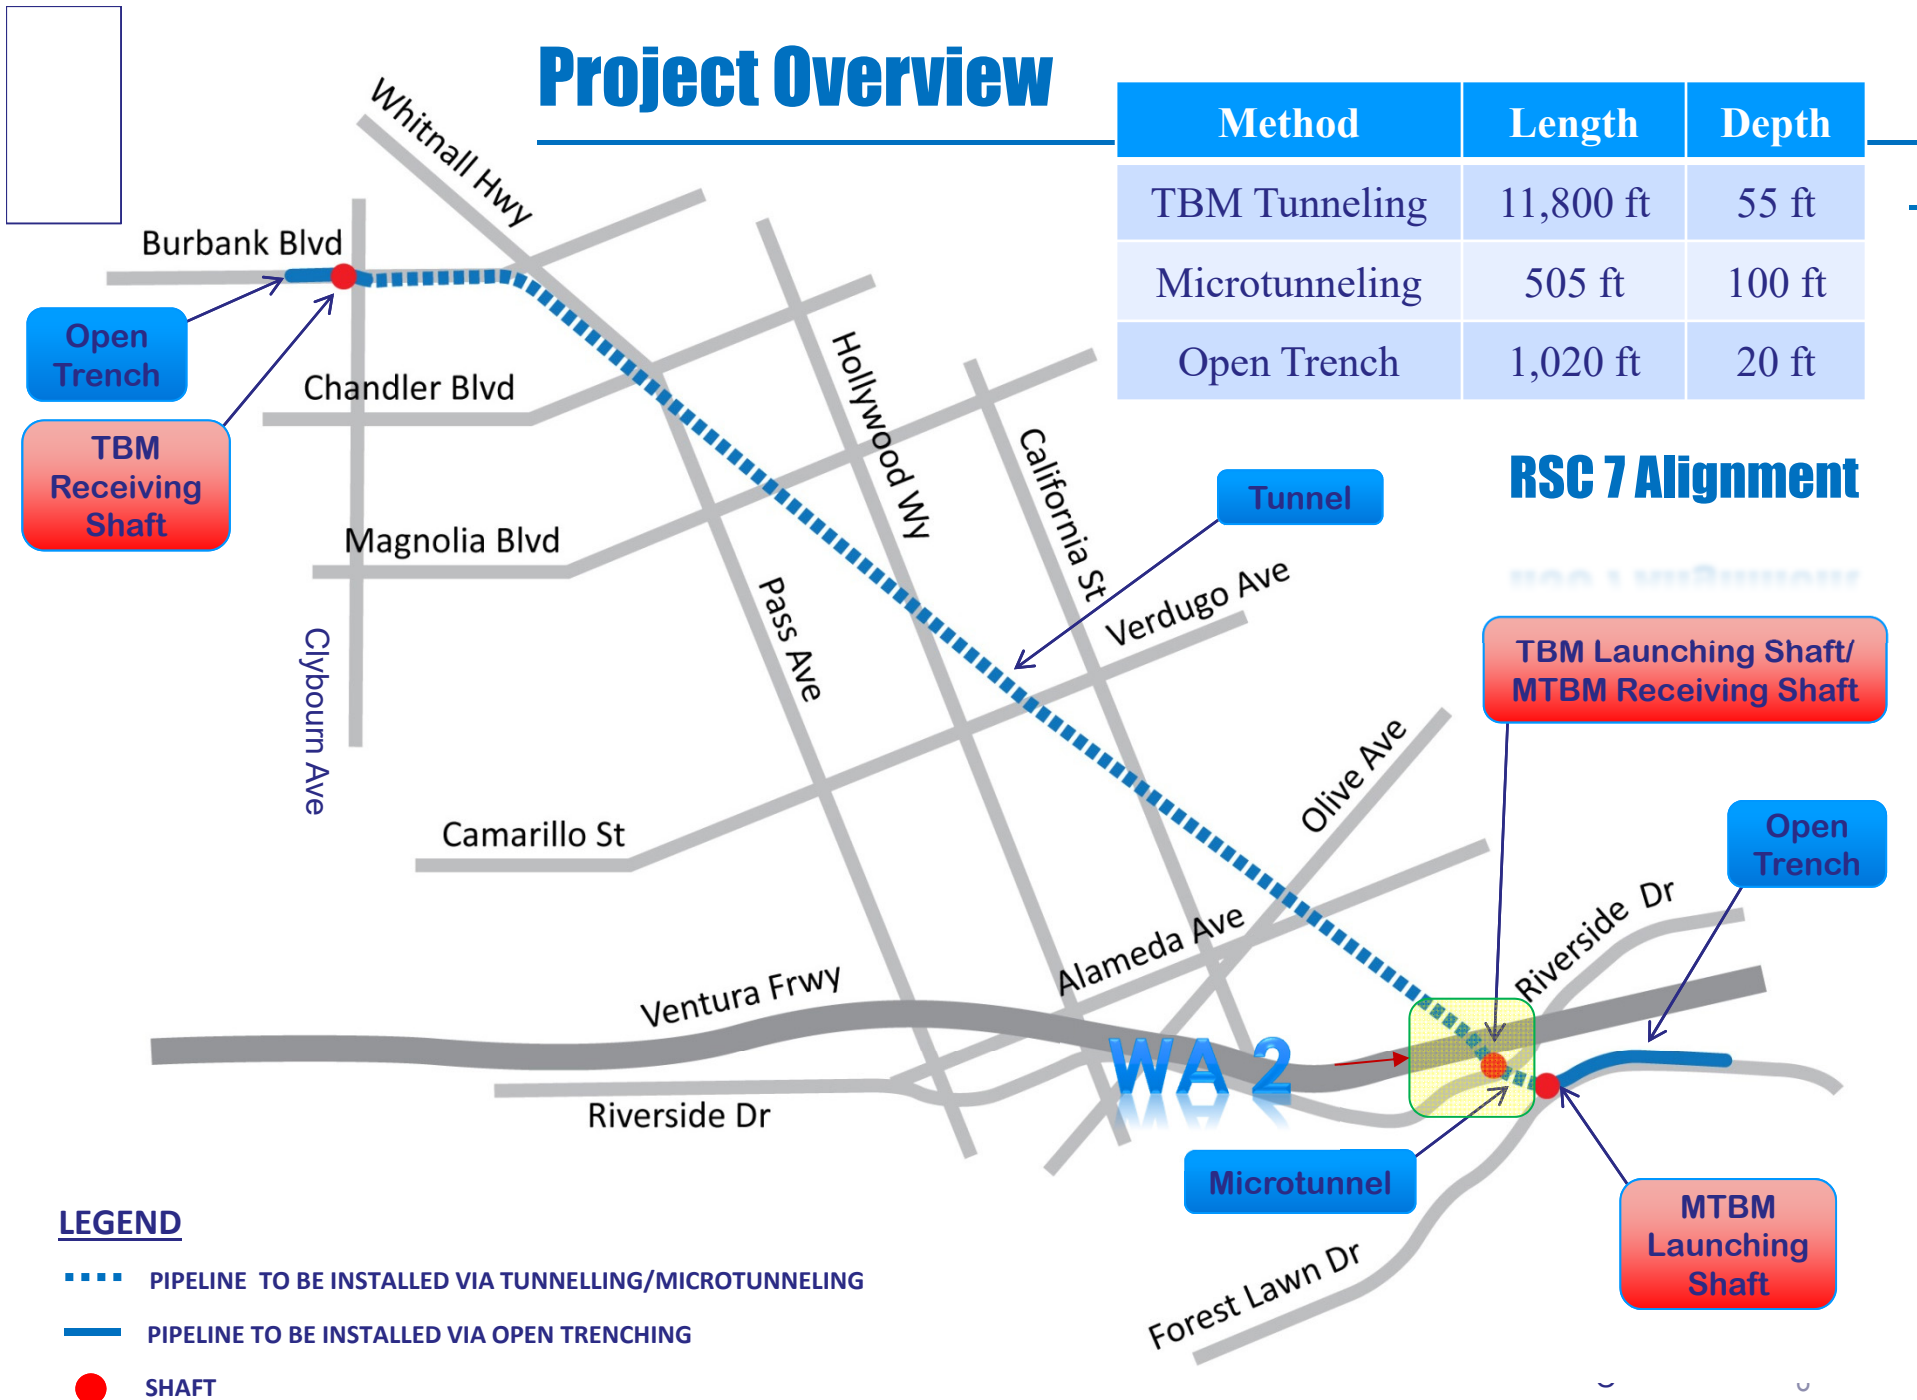 Project Overview
Method Length Depth
TBM Tunneling 11,800 ft 55 ft
Microtunneling 505 ft 100 ft
Open Trench 1,020 ft 20 ft
RSC 7 Alignment
Whitnall Hwy
Burbank Blvd
Open
Trench
TBM
Receiving
Shaft
Chandler Blvd
Magnolia Blvd
Clybourn Ave
Camarillo St
Hollywood Wy
California St
Pass Ave
Tunnel
Verdugo Ave
TBM Launching Shaft/
MTBM Receiving Shaft
Olive Ave
Open
Trench
Riverside Dr
Alameda Ave
Ventura Frwy
WA 2
Riverside Dr
Microtunnel
MTBM
Launching
Shaft
Forest Lawn Dr
LEGEND
PIPELINE TO BE INSTALLED VIA TUNNELLING/MICROTUNNELING
PIPELINE TO BE INSTALLED VIA OPEN TRENCHING
SHAFT